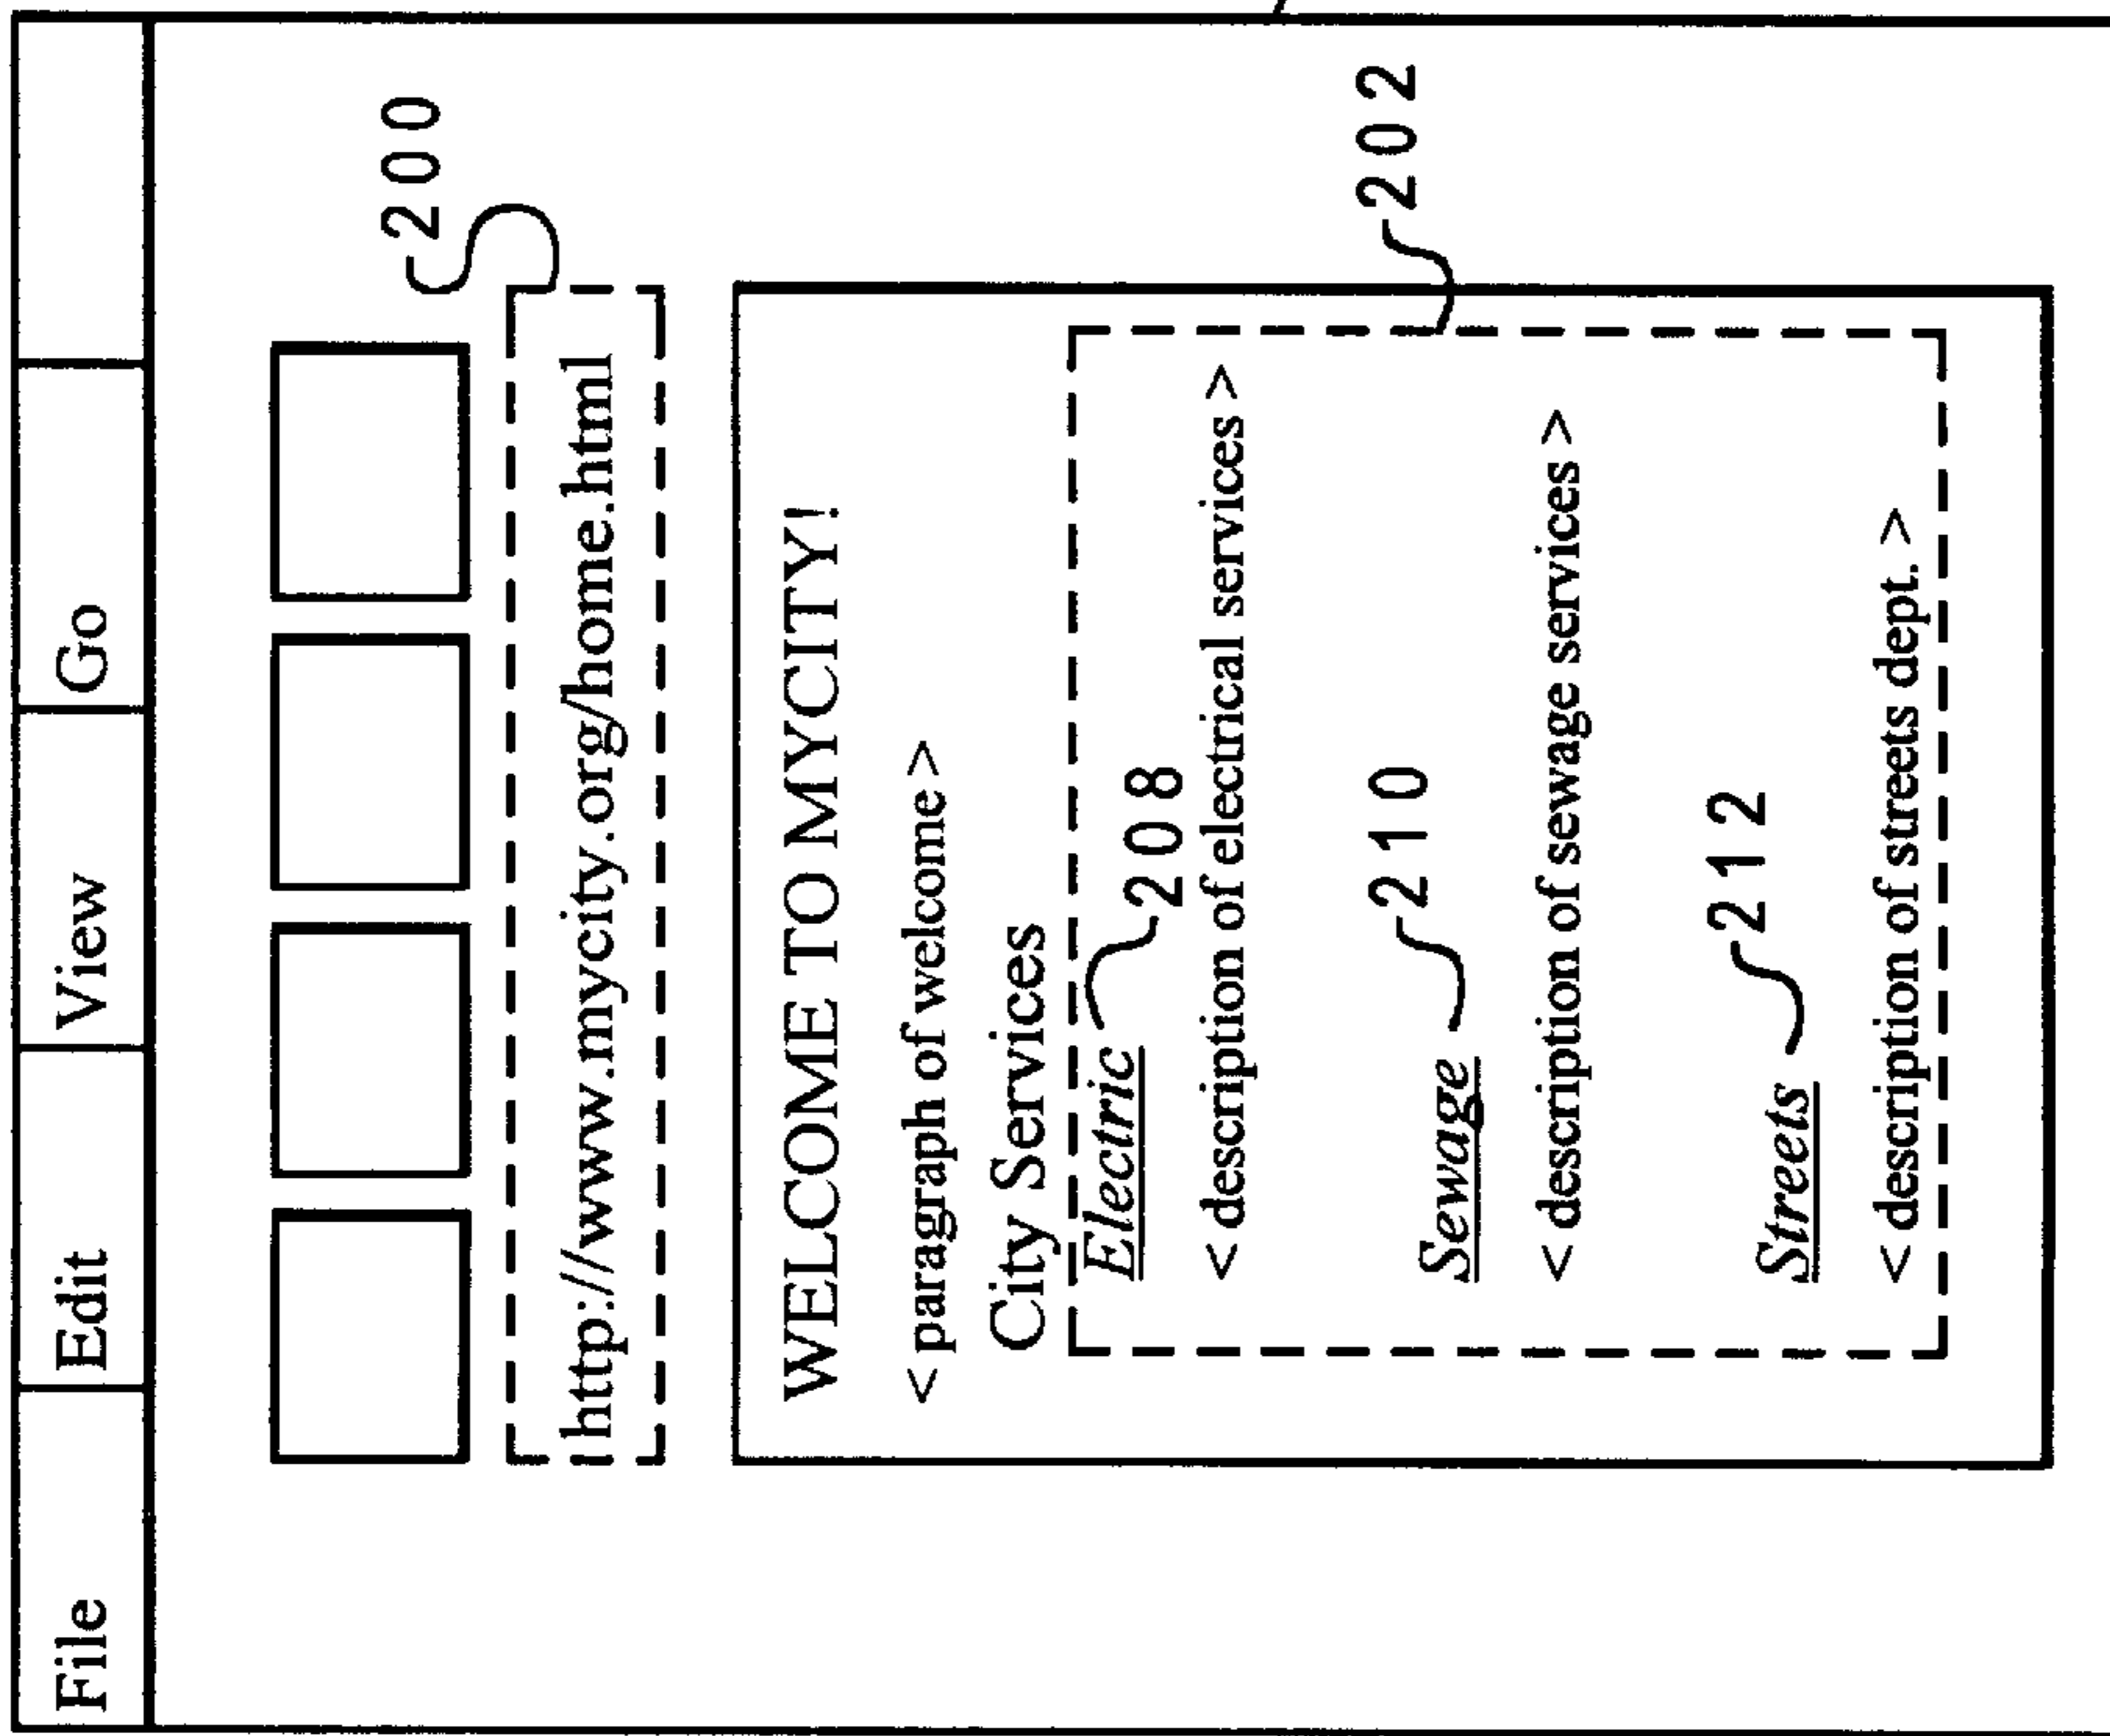 File Edit View Go
200
http://www.mycity.org/home.html
WELCOME TO MYCITY!
< paragraph of welcome >
City Services
202
Electric 208
< description of electrical services >
Sewage 210
< description of sewage services >
Streets 212
< description of streets dept. >